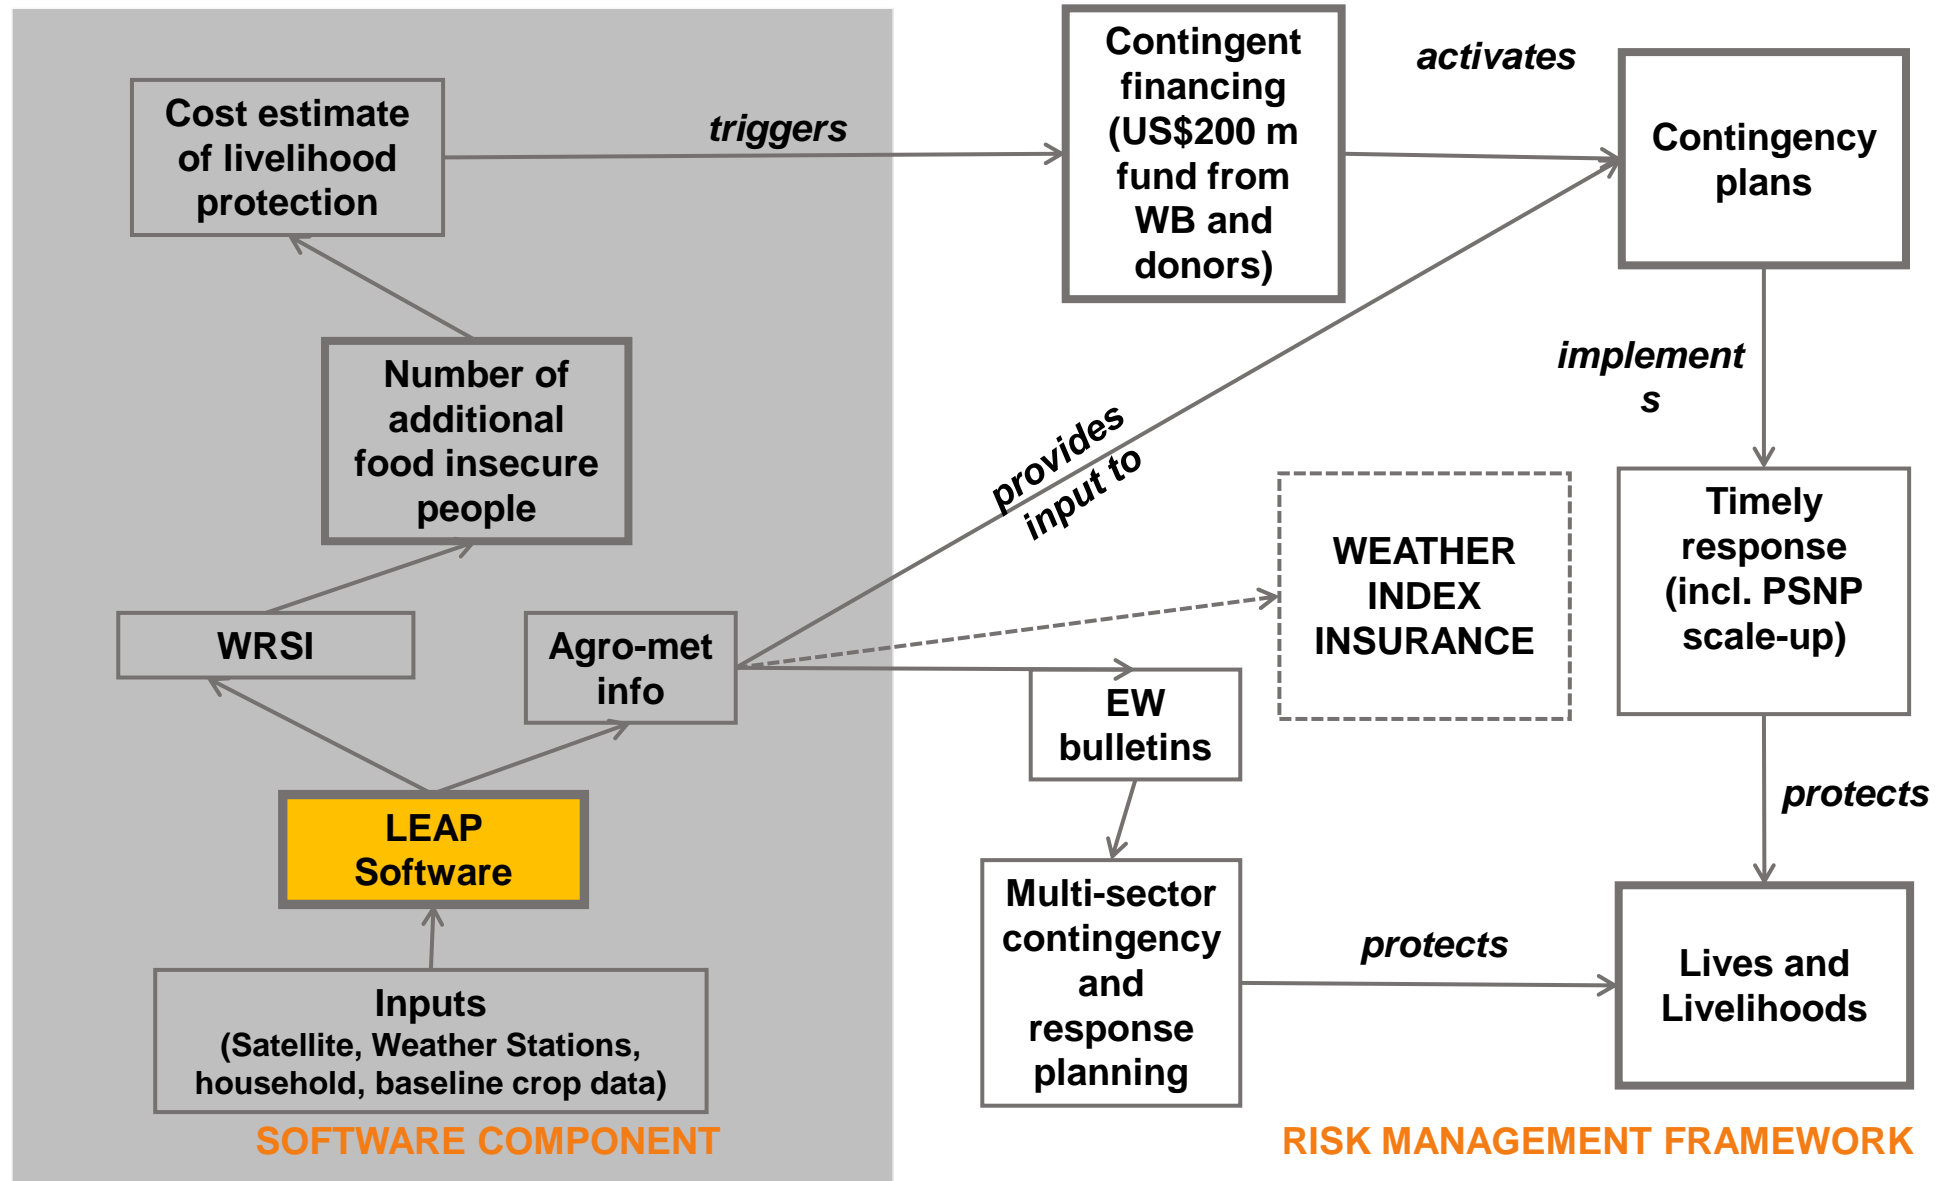 Cost estimate
of livelihood
protection
triggers
Contingent
financing
(US$200 m
fund from
WB and
donors)
activates
Contingency
plans
Number of
additional
food insecure
people
implement
s
provides
input to
WEATHER
INDEX
INSURANCE
Timely
response
(incl. PSNP
scale-up)
WRSI
Agro-met
info
EW
bulletins
protects
LEAP
Software
Multi-sector
contingency
and
response
planning
protects
Lives and
Livelihoods
Inputs
(Satellite, Weather Stations,
household, baseline crop data)
SOFTWARE COMPONENT
RISK MANAGEMENT FRAMEWORK